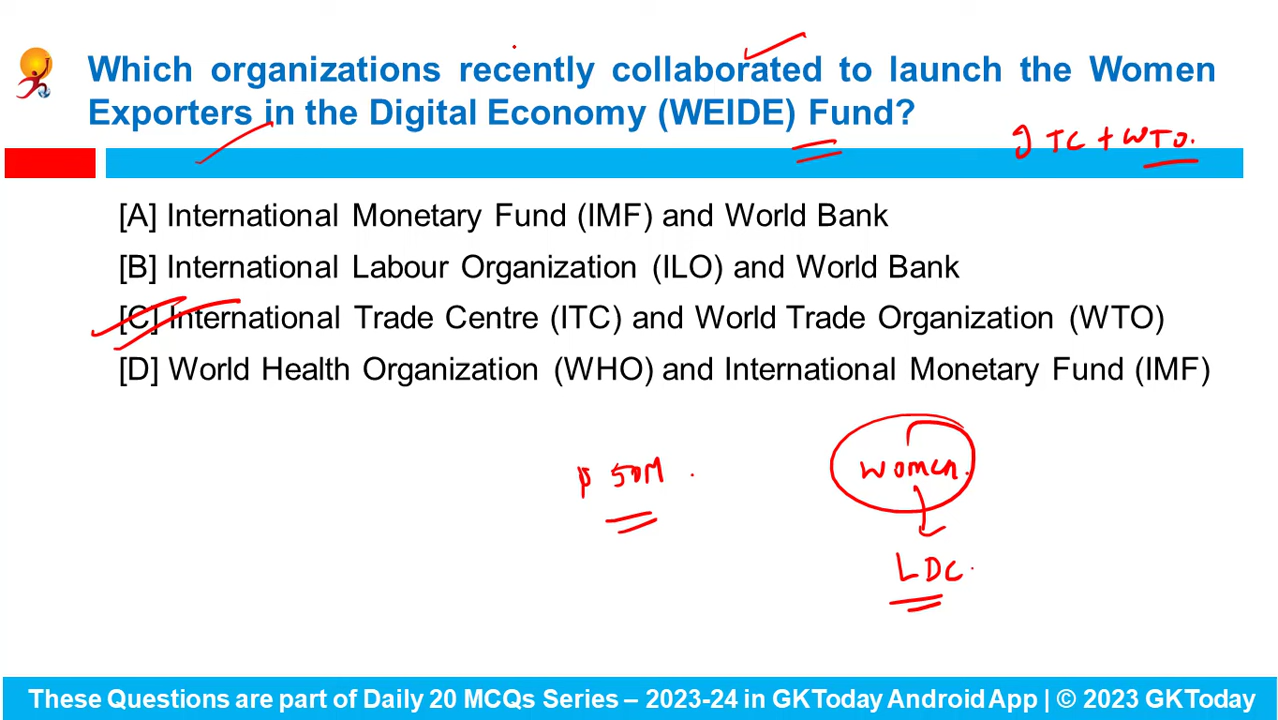 Which organizations recently collaborated to launch the Women
Exporters in the Digital Economy (WEIDE) Fund?
ITC + WTO.
[A] International Monetary Fund (IMF) and World Bank
[B] International Labour Organization (ILO) and World Bank
[C] International Trade Centre (ITC) and World Trade Organization (WTO)
[D] World Health Organization (WHO) and International Monetary Fund (IMF)
$ 50M
women.
LDC
These Questions are part of Daily 20 MCQs Series – 2023-24 in GKToday Android App | © 2023 GKToday